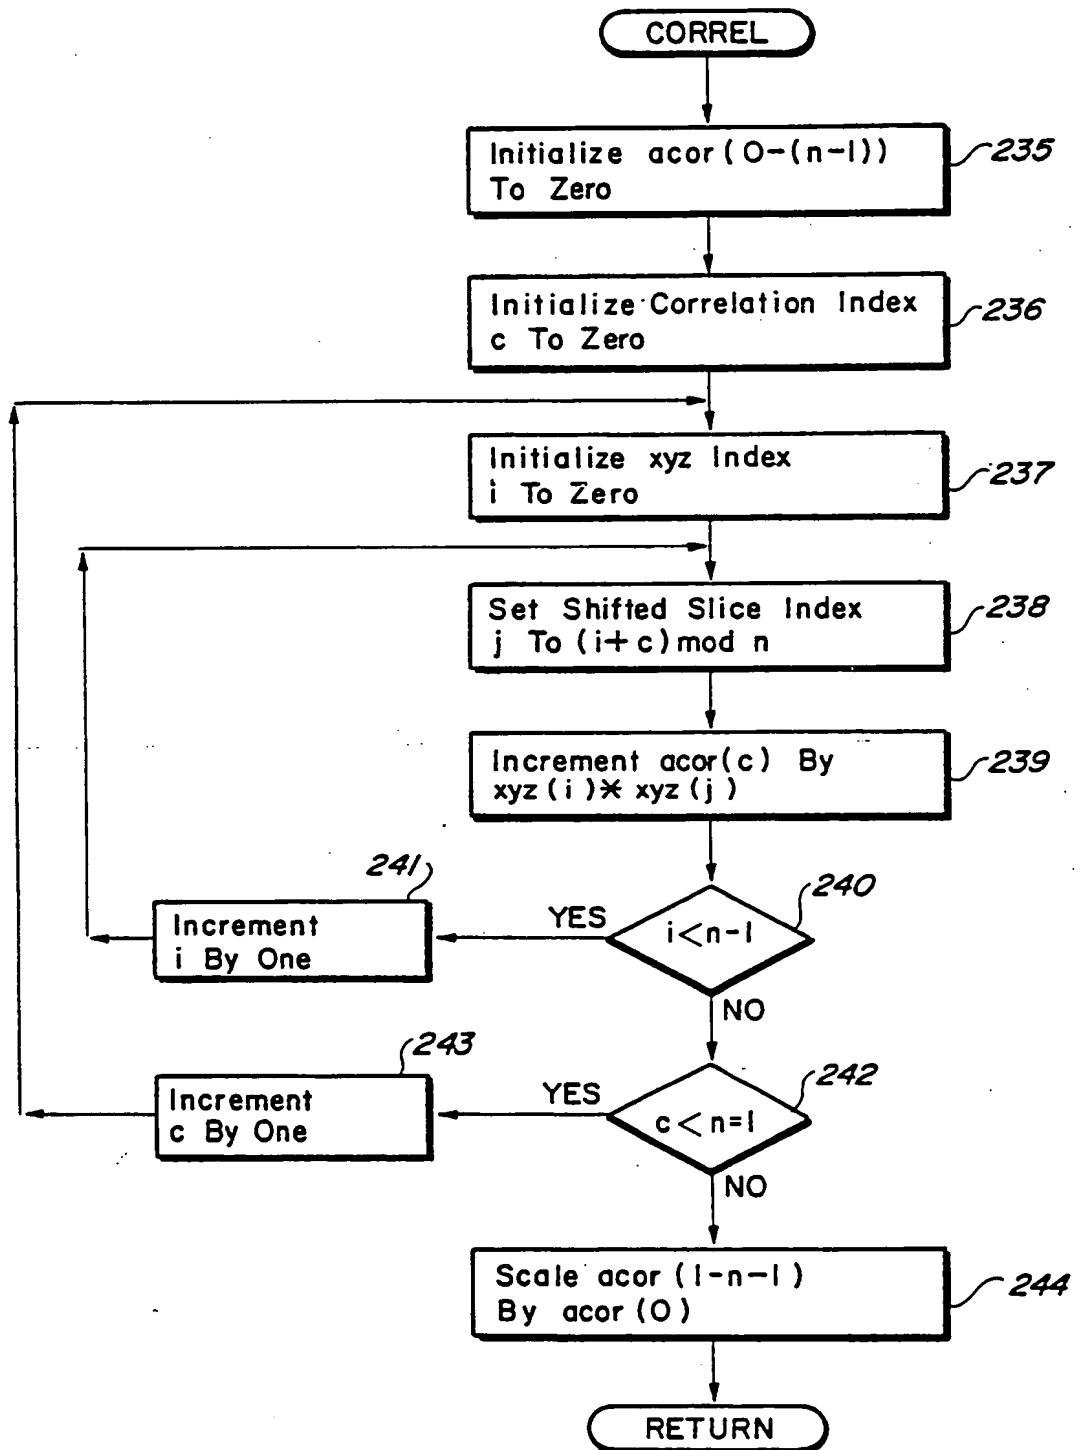 CORREL
Initialize acor(0-(n-1))
To Zero
235
Initialize Correlation Index
c To Zero
236
Initialize xyz Index
i To Zero
237
Set Shifted Slice Index
j To (i+c) mod n
238
Increment acor(c) By
xyz(i)* xyz(j)
239
240
i<n-1
YES
NO
241
Increment
i By One
242
c<n=1
YES
NO
243
Increment
c By One
Scale acor (1-n-1)
By acor (0)
244
RETURN